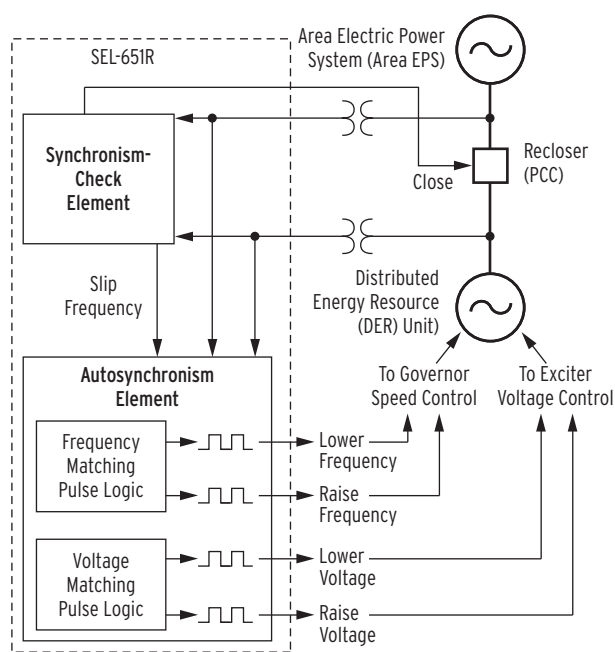 Area Electric Power
System (Area EPS)
SEL-651R
Synchronism-
Check
Element
Recloser
(PCC)
Close
Slip
Frequency
Distributed
Energy Resource
(DER) Unit)
Autosynchronism
Element
To Governor
Speed Control
To Exciter
Voltage Control
Frequency
Matching
Pulse Logic
Lower
Frequency
Raise
Frequency
Voltage
Matching
Pulse Logic
Lower
Voltage
Raise
Voltage